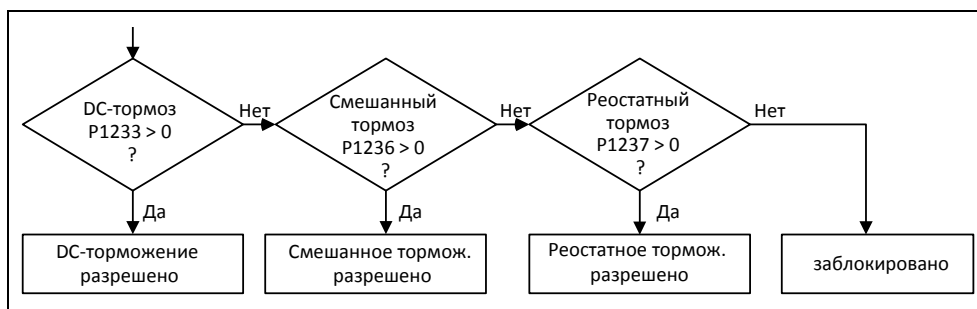 DC-тормоз
P1233 > 0
?
Нет
Смешанный
тормоз
P1236 > 0
?
Нет
Реостатный
тормоз
P1237 > 0
?
Нет
Да
Да
Да
DC-торможение
разрешено
Смешанное тормож.
разрешено
Реостатное тормож.
разрешено
заблокировано